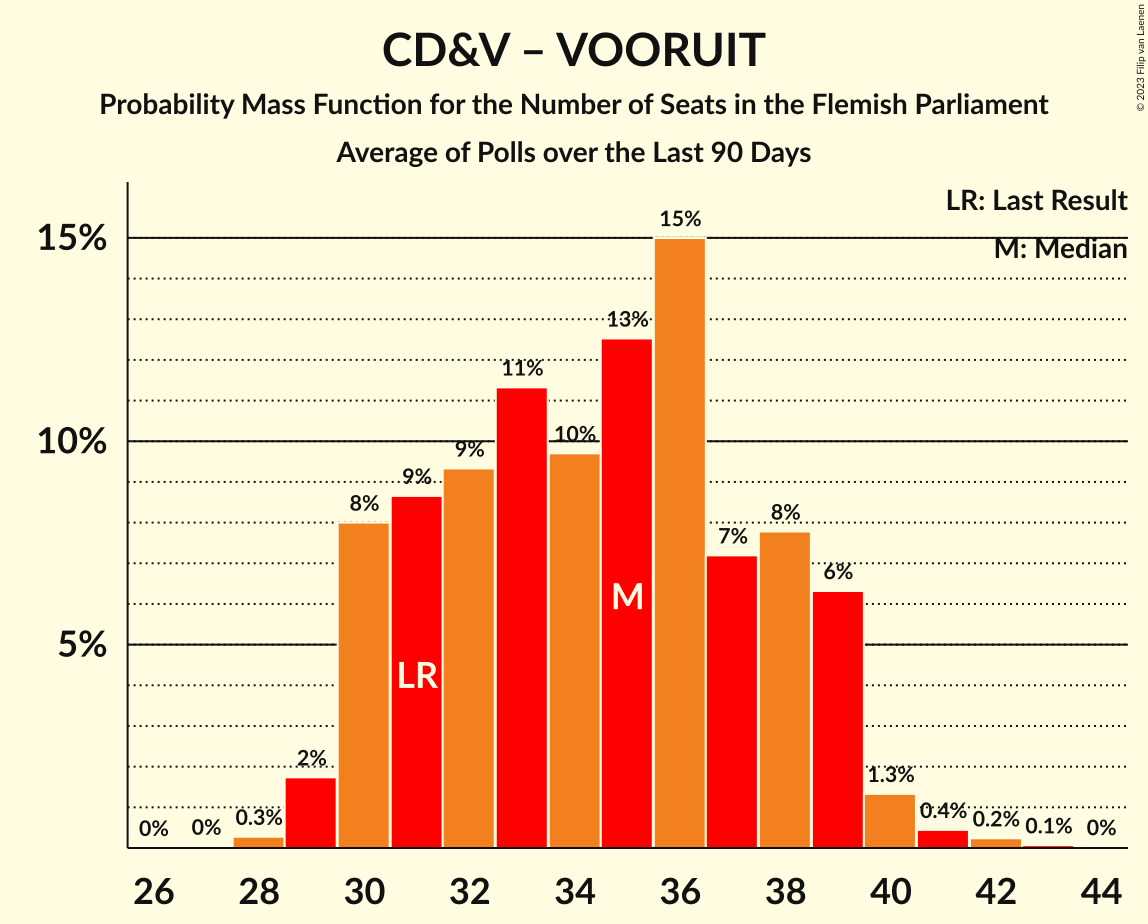 CD&V – VOORUIT
Probability Mass Function for the Number of Seats in the Flemish Parliament
Average of Polls over the Last 90 Days
© 2023 Filip van Laenen
LR: Last Result
M: Median
15%
10%
5%
0%
0%
0.3%
2%
8%
9%
9%
11%
10%
13%
15%
7%
8%
6%
1.3%
0.4%
0.2%
0.1%
0%
LR
M
26 28 30 32 34 36 38 40 42 44